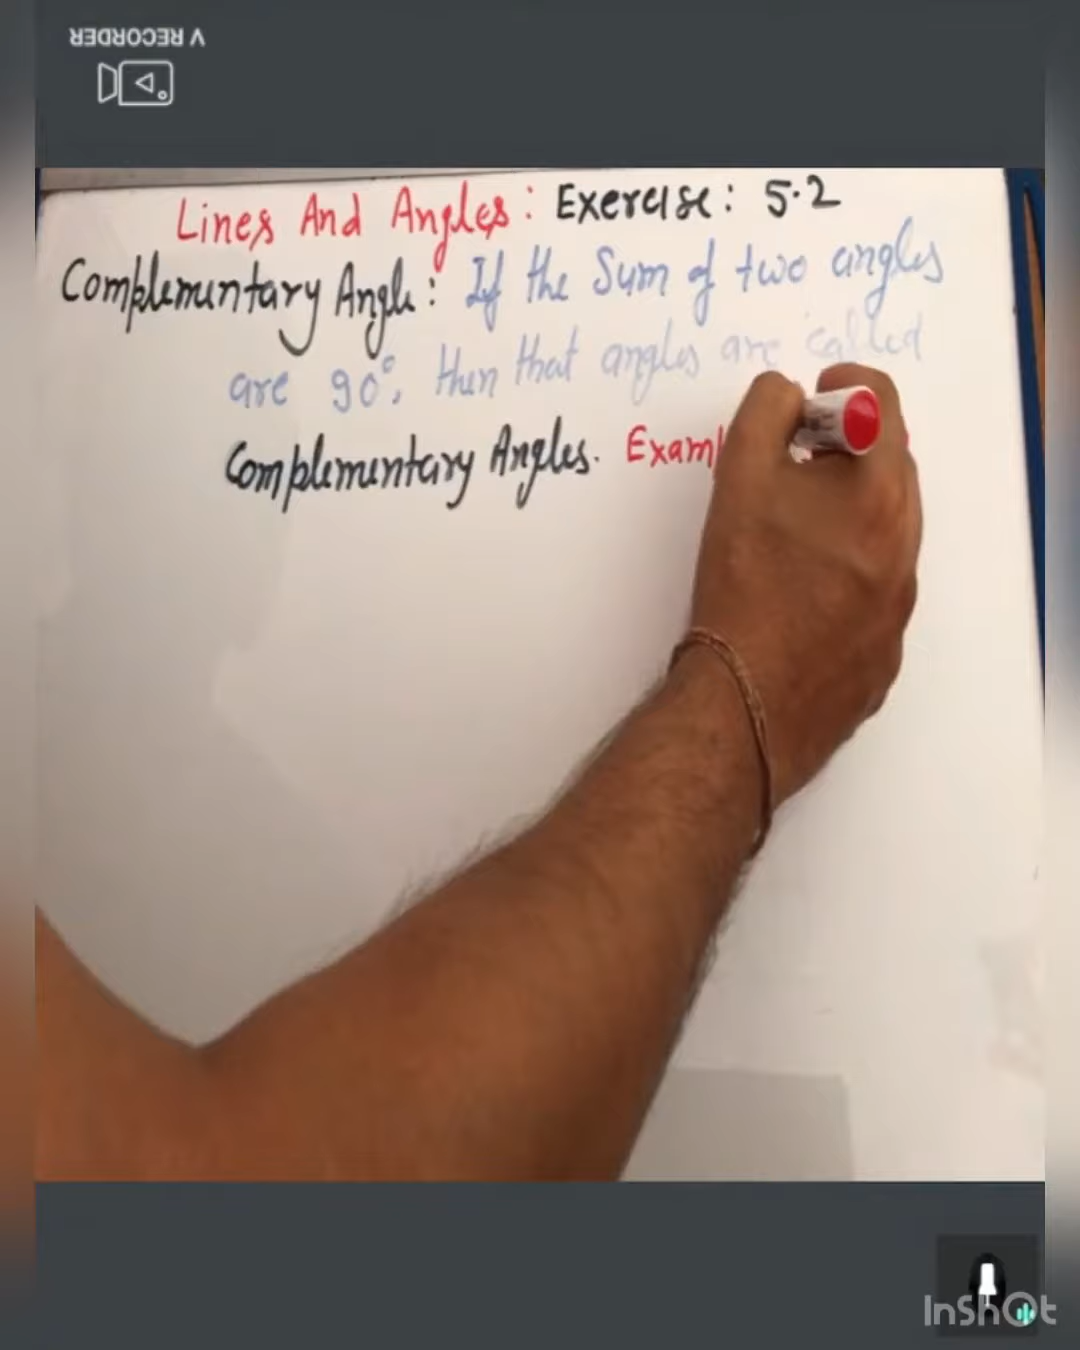 V RECORDER
Lines And Angles: Exercise: 5.2
Complementary Angle: If the Sum of two angles
are 90°, then that angles are called
Complementary Angles. Exam
InShOt